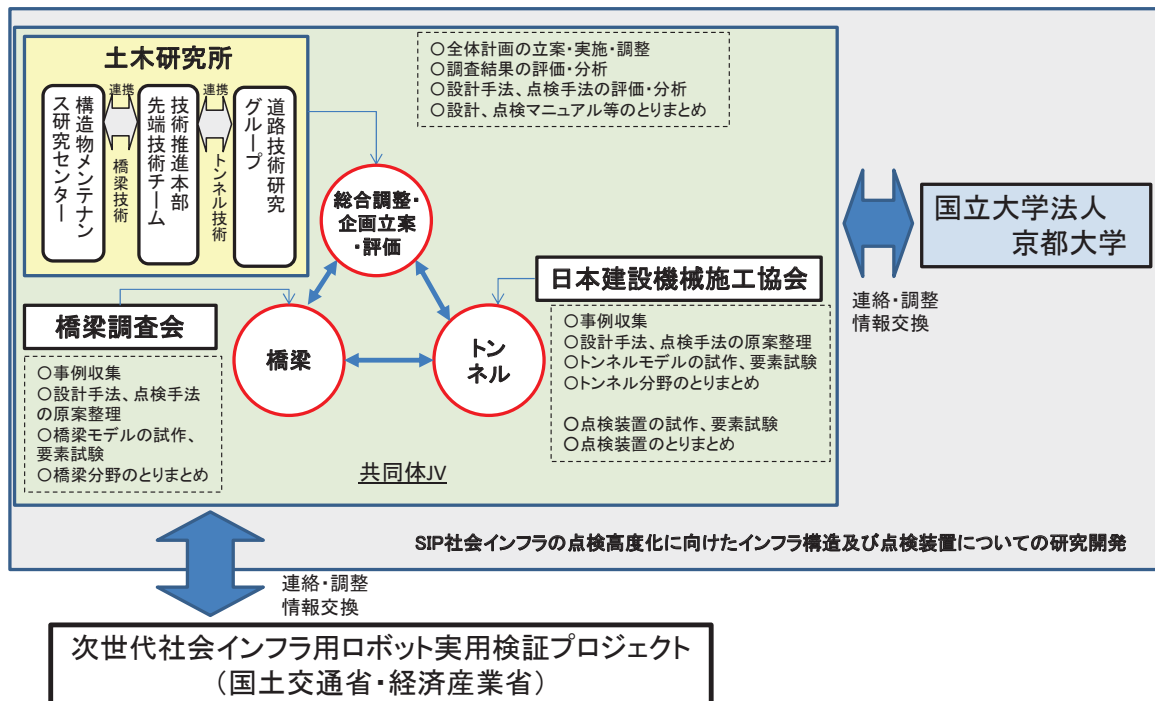 土木研究所
構造物メンテナン
ス研究センター
連携
橋梁技術
技術推進本部
先端技術チーム
連携
トンネル技術
道路技術研究
グループ
○全体計画の立案・実施・調整
○調査結果の評価・分析
○設計手法、点検手法の評価・分析
○設計、点検マニュアル等のとりまとめ
総合調整・
企画立案
・評価
国立大学法人
京都大学
連絡・調整
情報交換
橋梁調査会
日本建設機械施工協会
橋梁
トン
ネル
○事例収集
○設計手法、点検手法
の原案整理
○橋梁モデルの試作、
要素試験
○橋梁分野のとりまとめ
○事例収集
○設計手法、点検手法の原案整理
○トンネルモデルの試作、要素試験
○トンネル分野のとりまとめ
○点検装置の試作、要素試験
○点検装置のとりまとめ
共同体JV
SIP社会インフラの点検高度化に向けたインフラ構造及び点検装置についての研究開発
連絡・調整
情報交換
次世代社会インフラ用ロボット実用検証プロジェクト
（国土交通省・経済産業省）